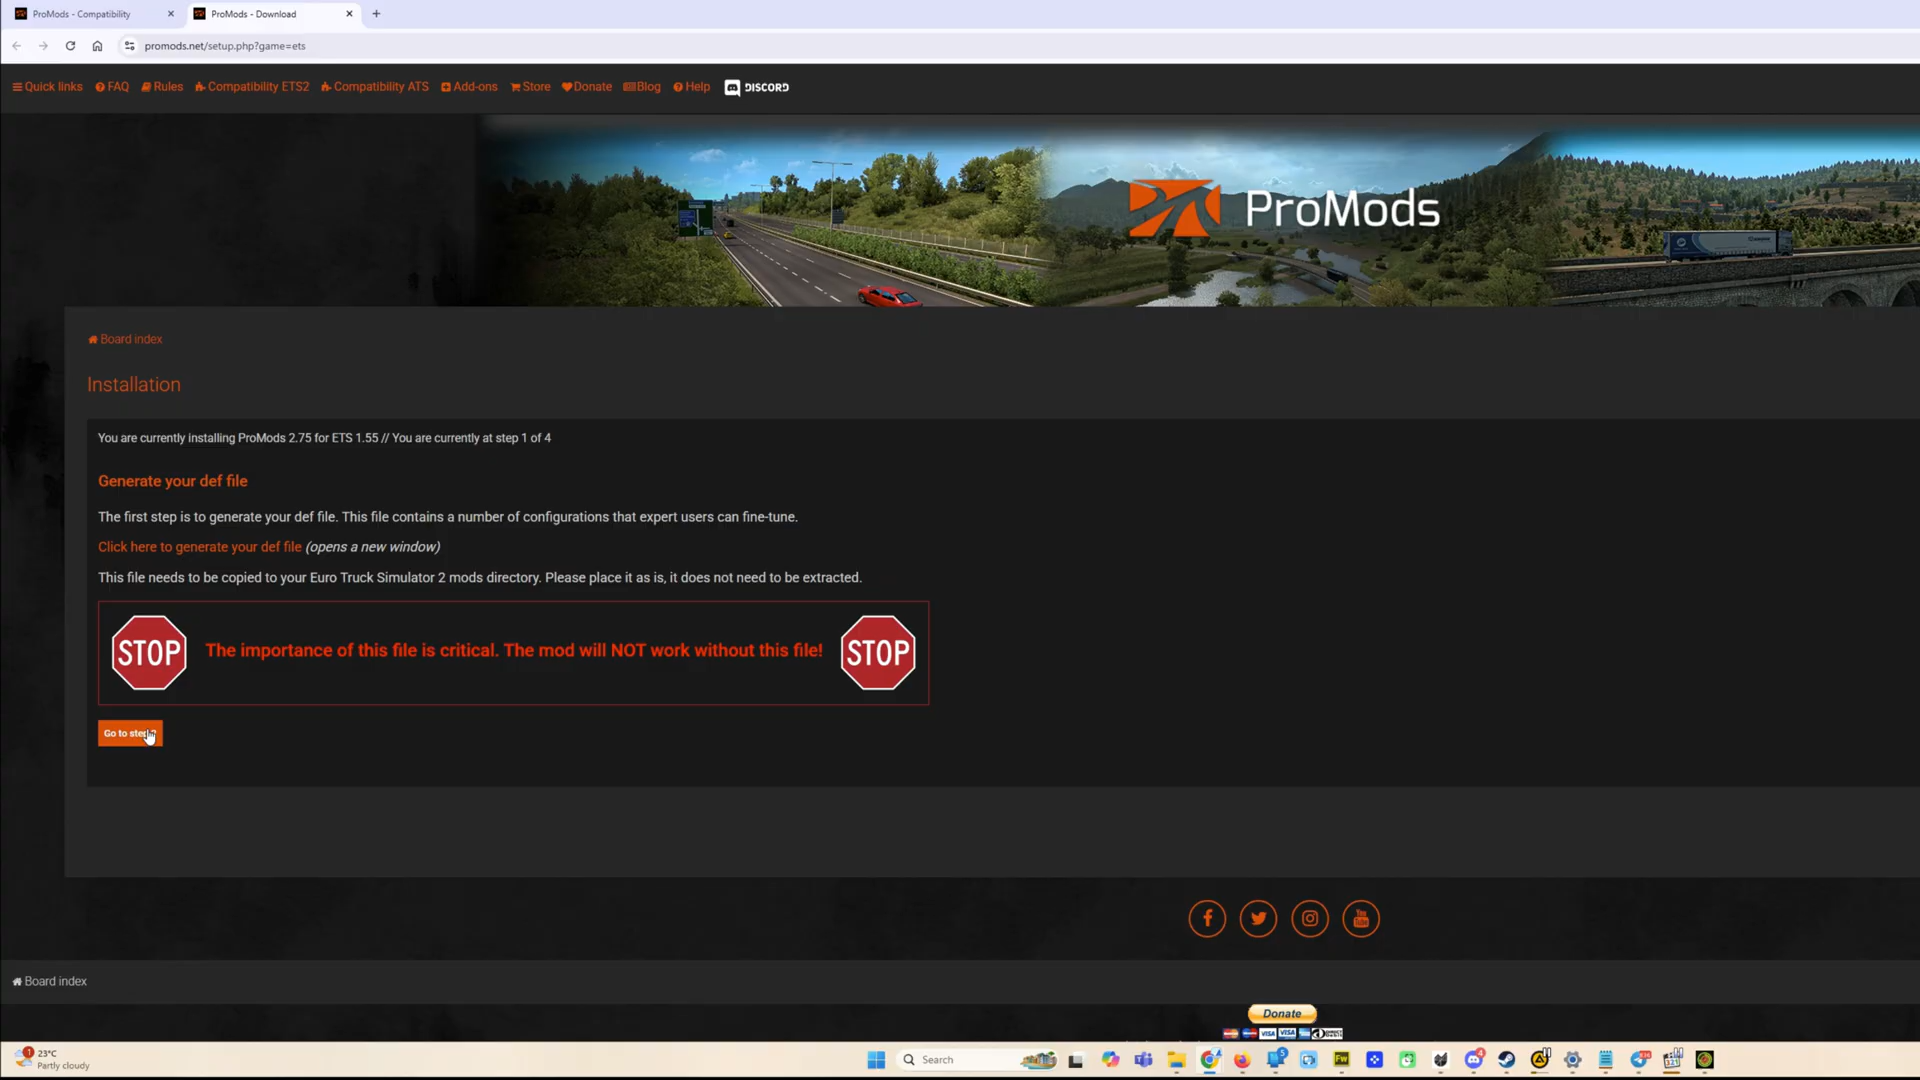 ProMods - Compatibility
ProMods - Download
promods.net/setup.php?game=ets
Quick links FAQ Rules Compatibility ETS2 Compatibility ATS Add-ons Store Donate Blog Help DISCORD
ProMods
Board index
Installation
You are currently installing ProMods 2.75 for ETS 1.55 // You are currently at step 1 of 4
Generate your def file
The first step is to generate your def file. This file contains a number of configurations that expert users can fine-tune.
Click here to generate your def file (opens a new window)
This file needs to be copied to your Euro Truck Simulator 2 mods directory. Please place it as is, it does not need to be extracted.
STOP The importance of this file is critical. The mod will NOT work without this file! STOP
Go to
You Tube
Board index
Donate
VISA VISA
23°C
Partly cloudy
Search
Fw